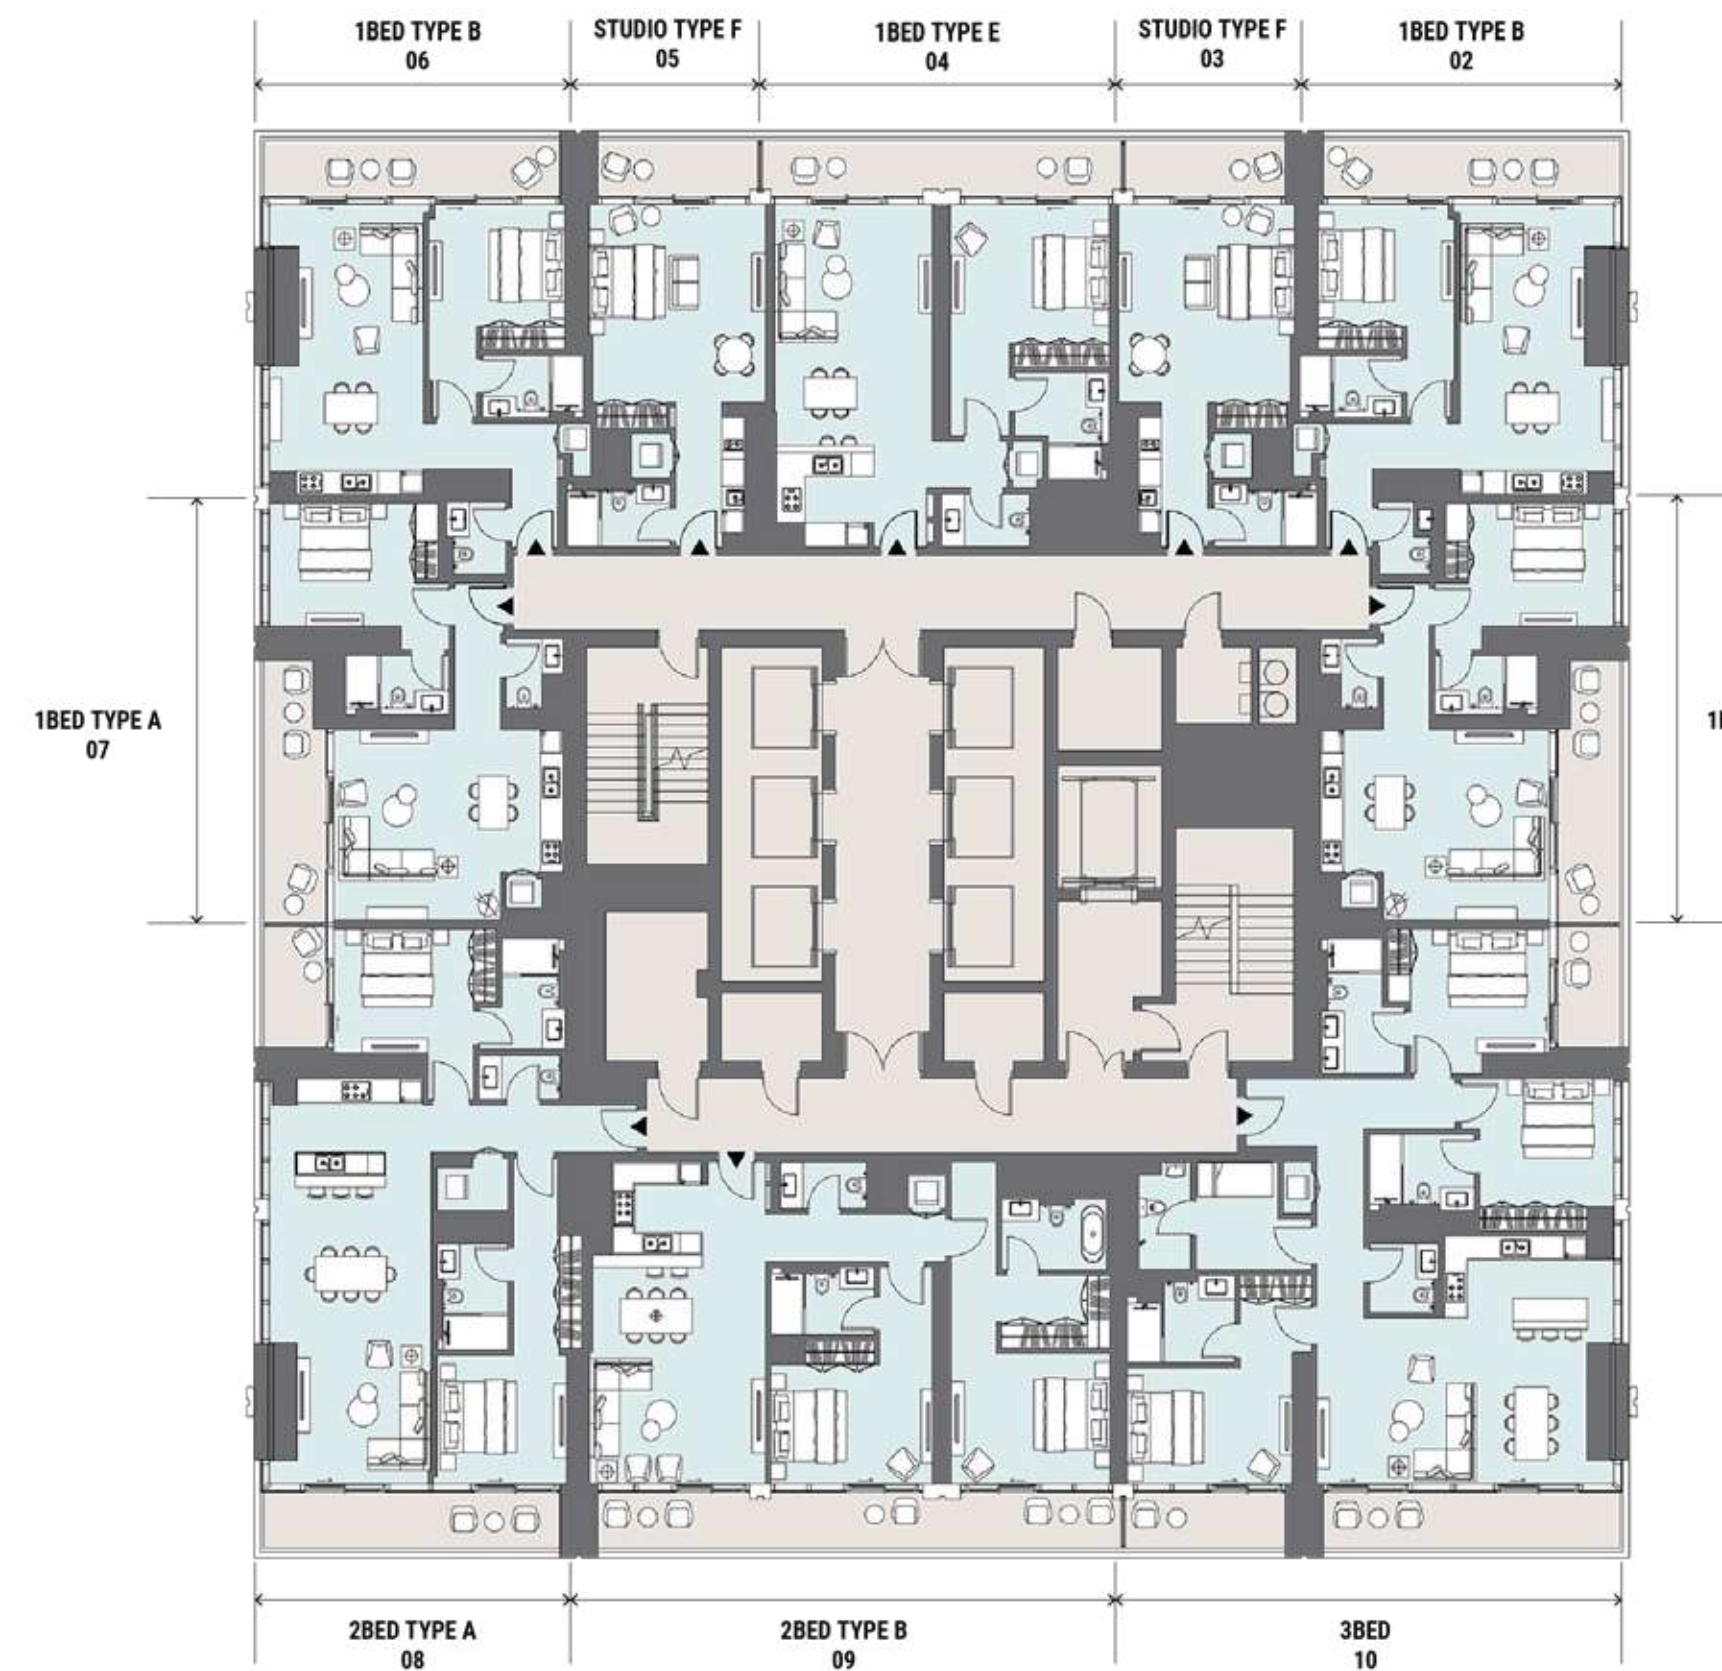 1BED TYPE B
06
STUDIO TYPE F
05
1BED TYPE E
04
STUDIO TYPE F
03
1BED TYPE B
02
1BED TYPE A
07
2BED TYPE A
08
2BED TYPE B
09
3BED
10